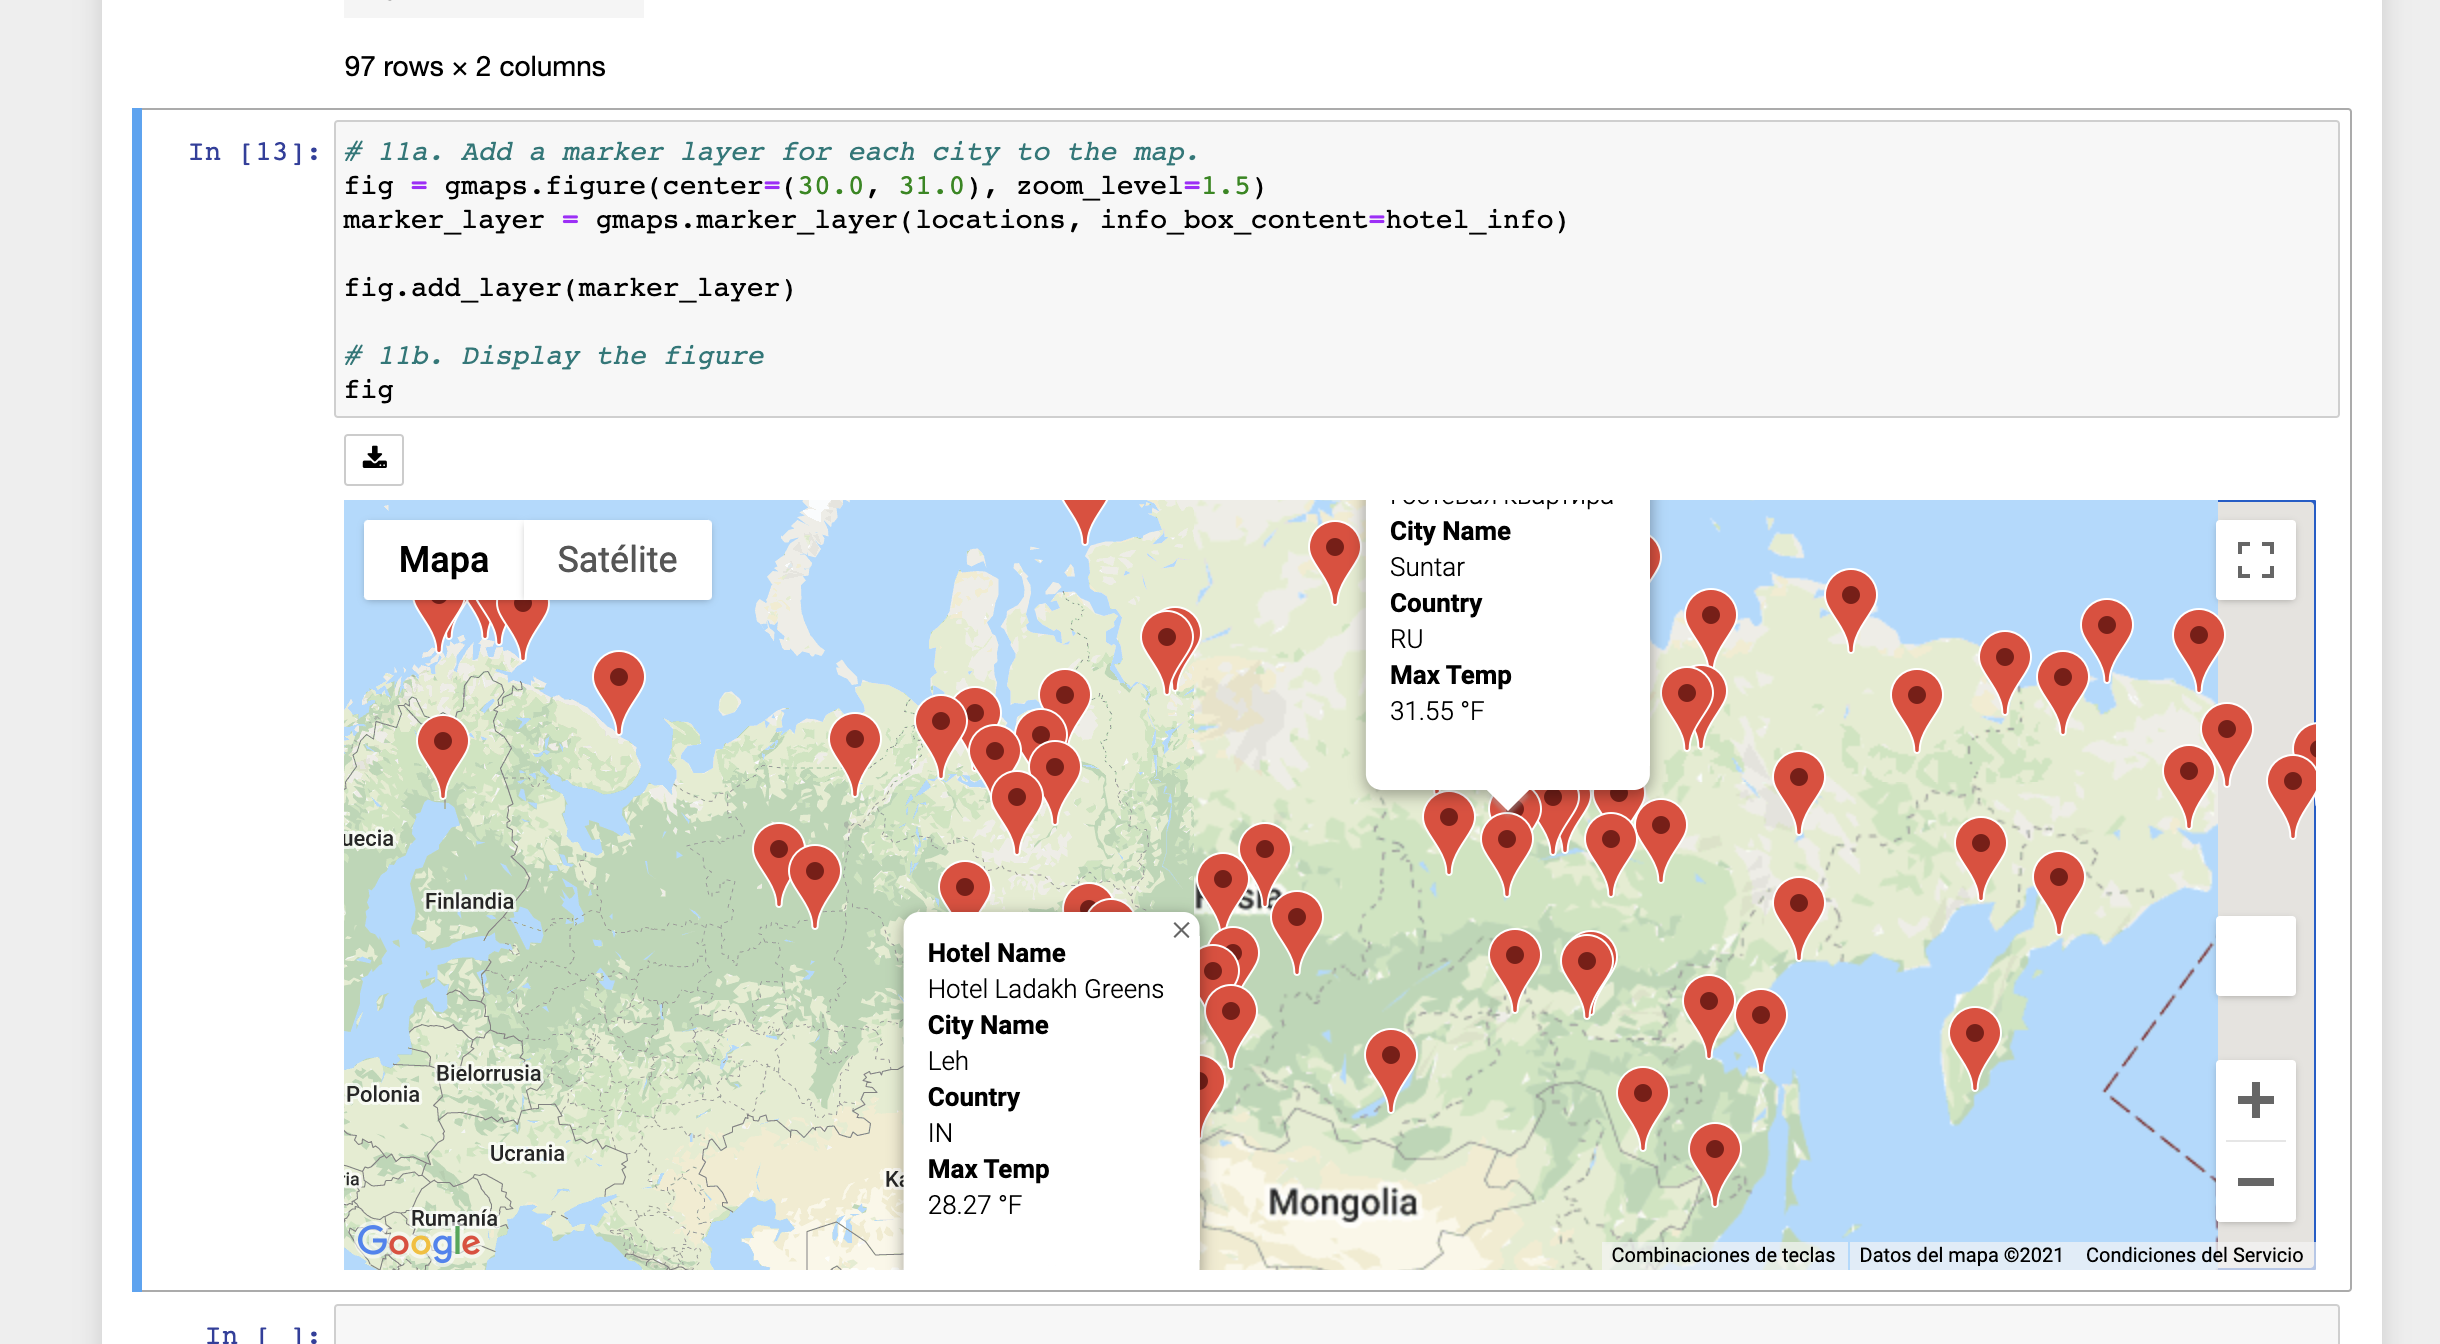 97 rows × 2 columns
In [13]:
# 11a. Add a marker layer for each city to the map.
fig = gmaps.figure(center=(30.0, 31.0), zoom_level=1.5)
marker_layer = gmaps.marker_layer(locations, info_box_content=hotel_info)
fig.add_layer(marker_layer)
# 11b. Display the figure
fig
Mapa
Satélite
Гостевая квартира
City Name
Suntar
Country
RU
Max Temp
31.55 °F
uecia
Finlandia
Bielorrusia
Polonia
Ucrania
ria
Rumanía
Google
Hotel Name
Hotel Ladakh Greens
City Name
Leh
Country
IN
Max Temp
28.27 °F
Ka
Mongolia
Combinaciones de teclas
Datos del mapa ©2021
Condiciones del Servicio
In [ ]: